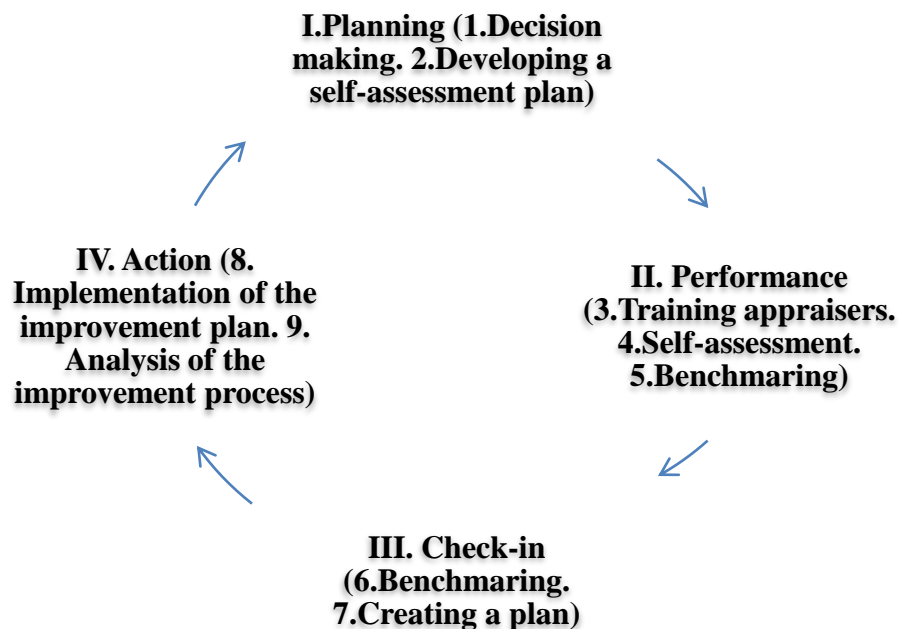 I.Planning (1.Decision
making. 2.Developing a
self-assessment plan)
II. Performance
(3.Training appraisers.
4.Self-assessment.
5.Benchmaring)
III. Check-in
(6.Benchmaring.
7.Creating a plan)
IV. Action (8.
Implementation of the
improvement plan. 9.
Analysis of the
improvement process)